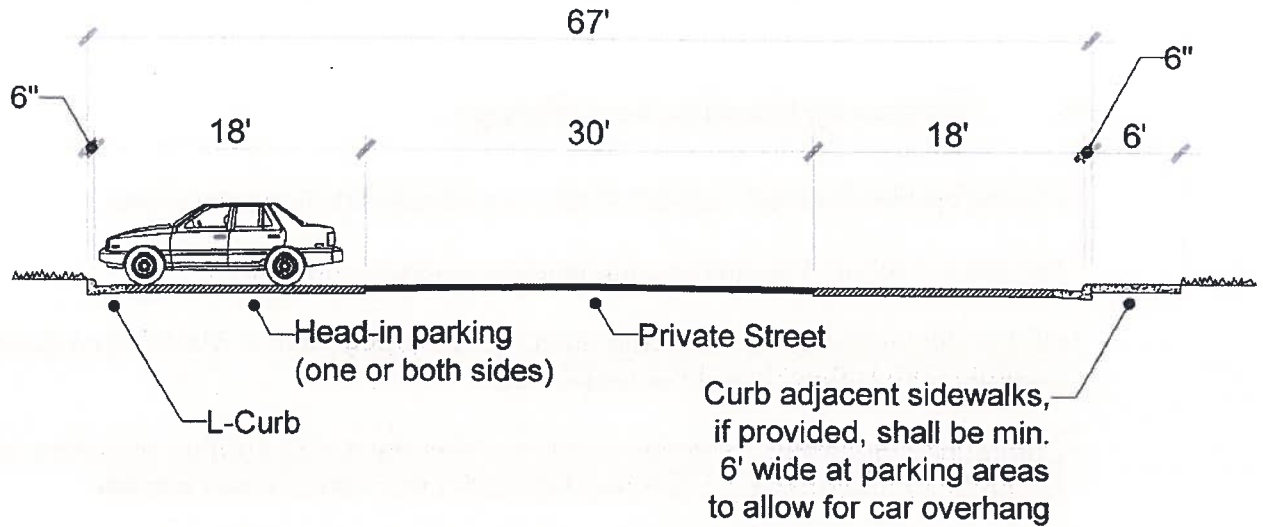 67'
6"
6"
18'
30'
18'
6'
Head-in parking
(one or both sides)
Private Street
L-Curb
Curb adjacent sidewalks,
if provided, shall be min.
6' wide at parking areas
to allow for car overhang